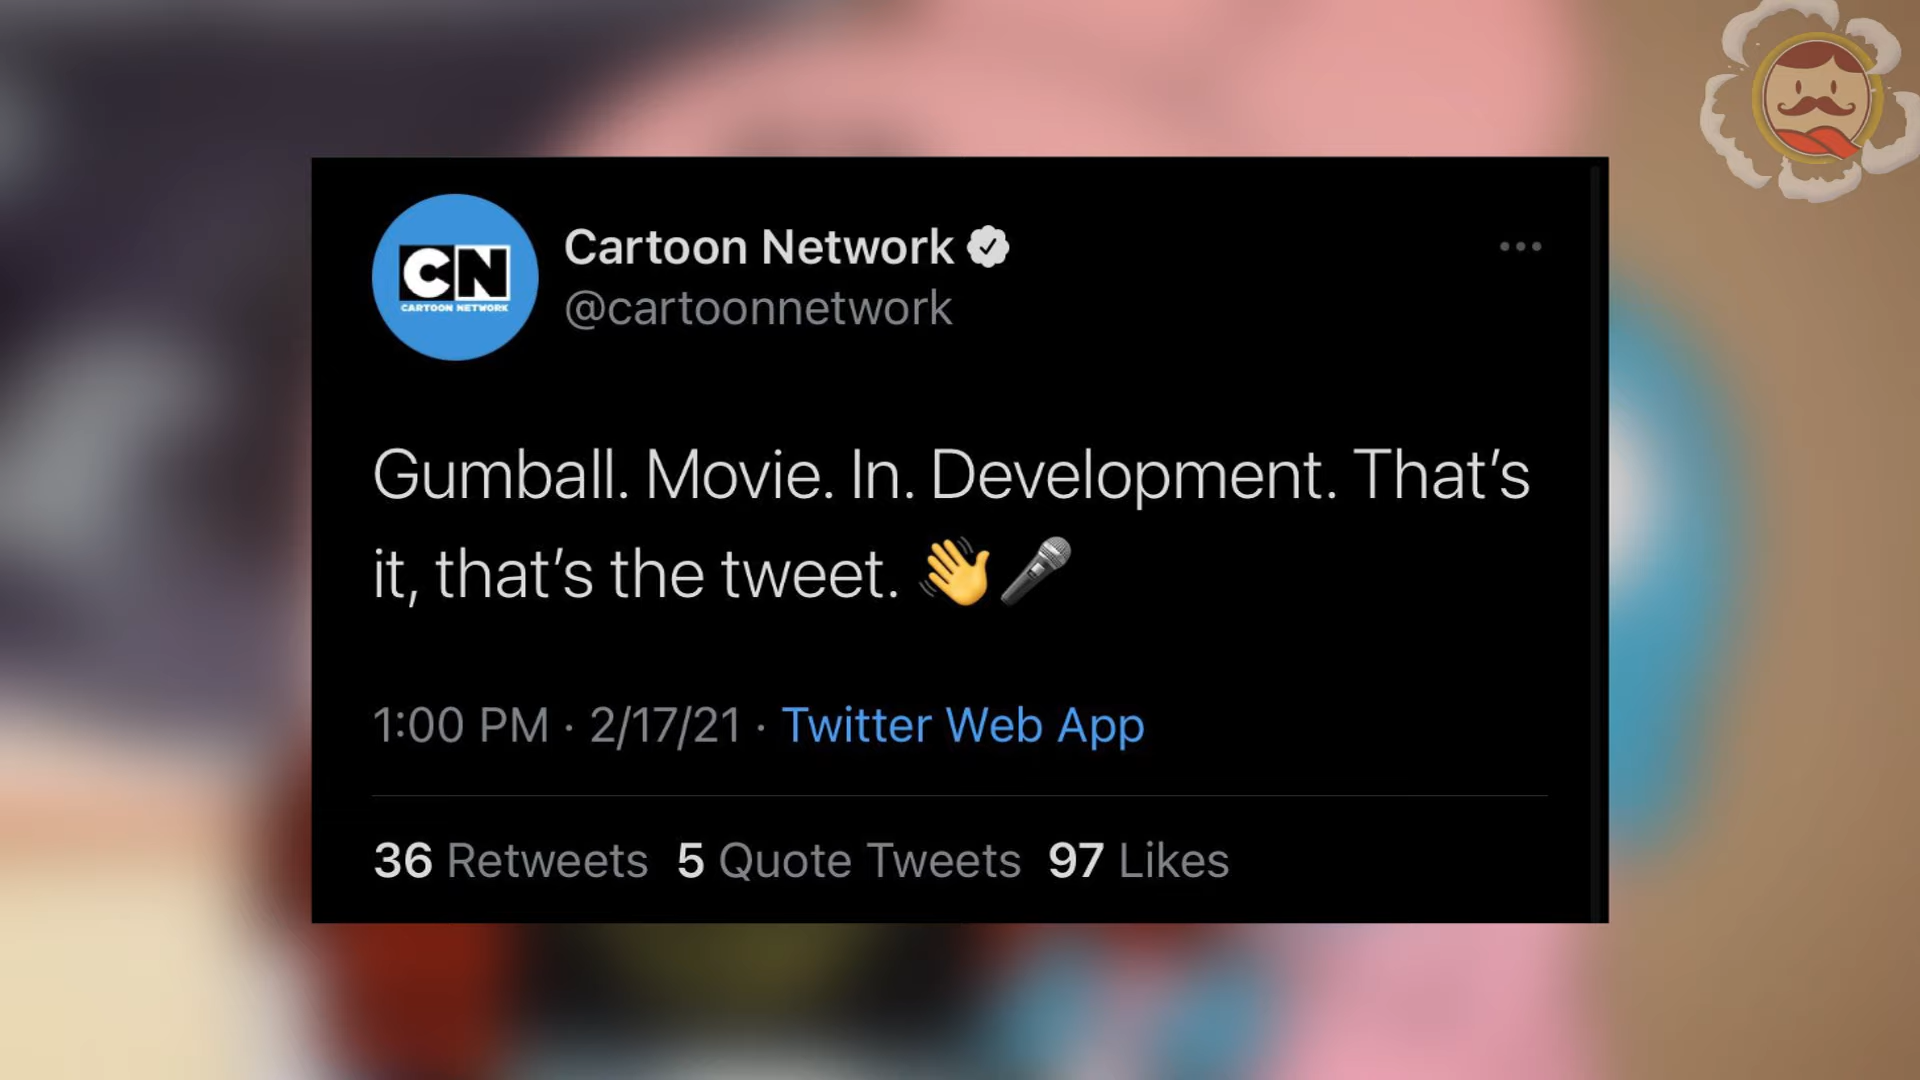 CN
CARTOON NETWORK
Cartoon Network
@cartoonnetwork
Gumball. Movie. In. Development. That’s
it, that’s the tweet. 👋🎤
1:00 PM · 2/17/21 · Twitter Web App
36 Retweets 5 Quote Tweets 97 Likes